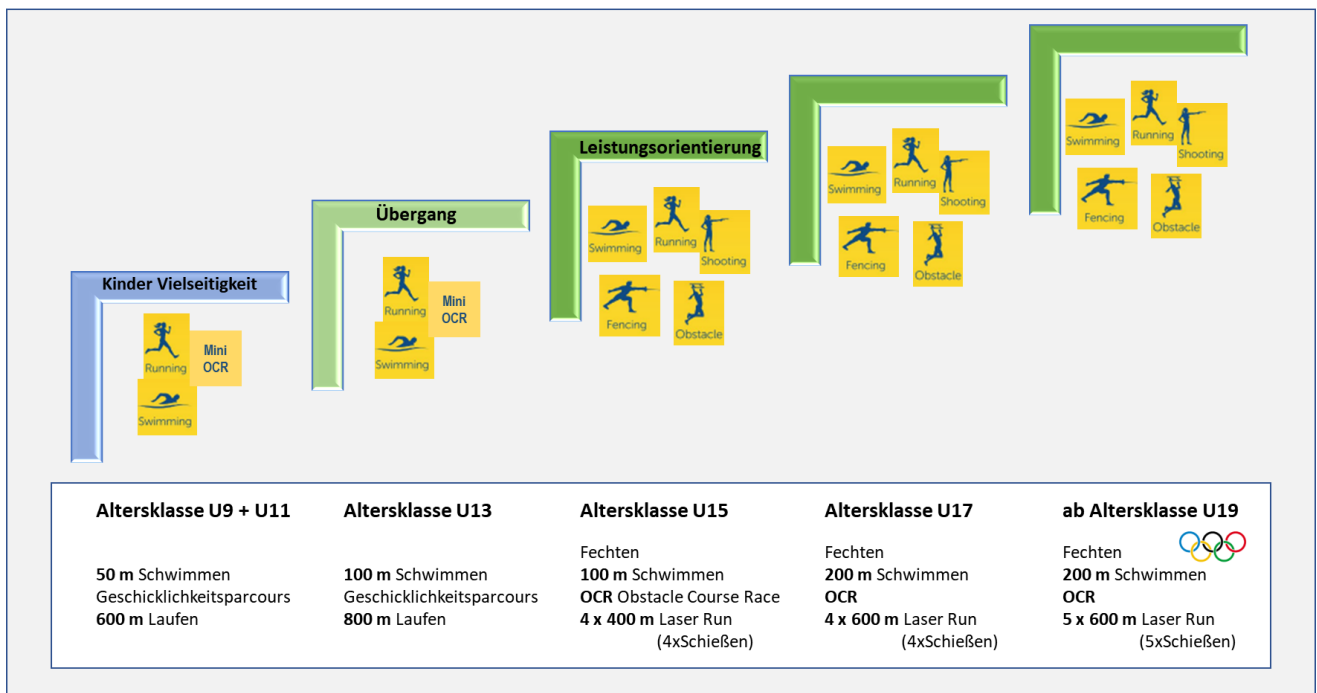 Kinder Vielseitigkeit
Running
Mini
OCR
Swimming
Übergang
Running
Mini
OCR
Swimming
Leistungsorientierung
Swimming
Running
Shooting
Fencing
Obstacle
Swimming
Running
Shooting
Fencing
Obstacle
Swimming
Running
Shooting
Fencing
Obstacle
Altersklasse U9 + U11
50 m Schwimmen
Geschicklichkeitsparcours
600 m Laufen
Altersklasse U13
100 m Schwimmen
Geschicklichkeitsparcours
800 m Laufen
Altersklasse U15
Fechten
100 m Schwimmen
OCR Obstacle Course Race
4 x 400 m Laser Run
(4xSchießen)
Altersklasse U17
Fechten
200 m Schwimmen
OCR
4 x 600 m Laser Run
(4xSchießen)
ab Altersklasse U19
Fechten
200 m Schwimmen
OCR
5 x 600 m Laser Run
(5xSchießen)